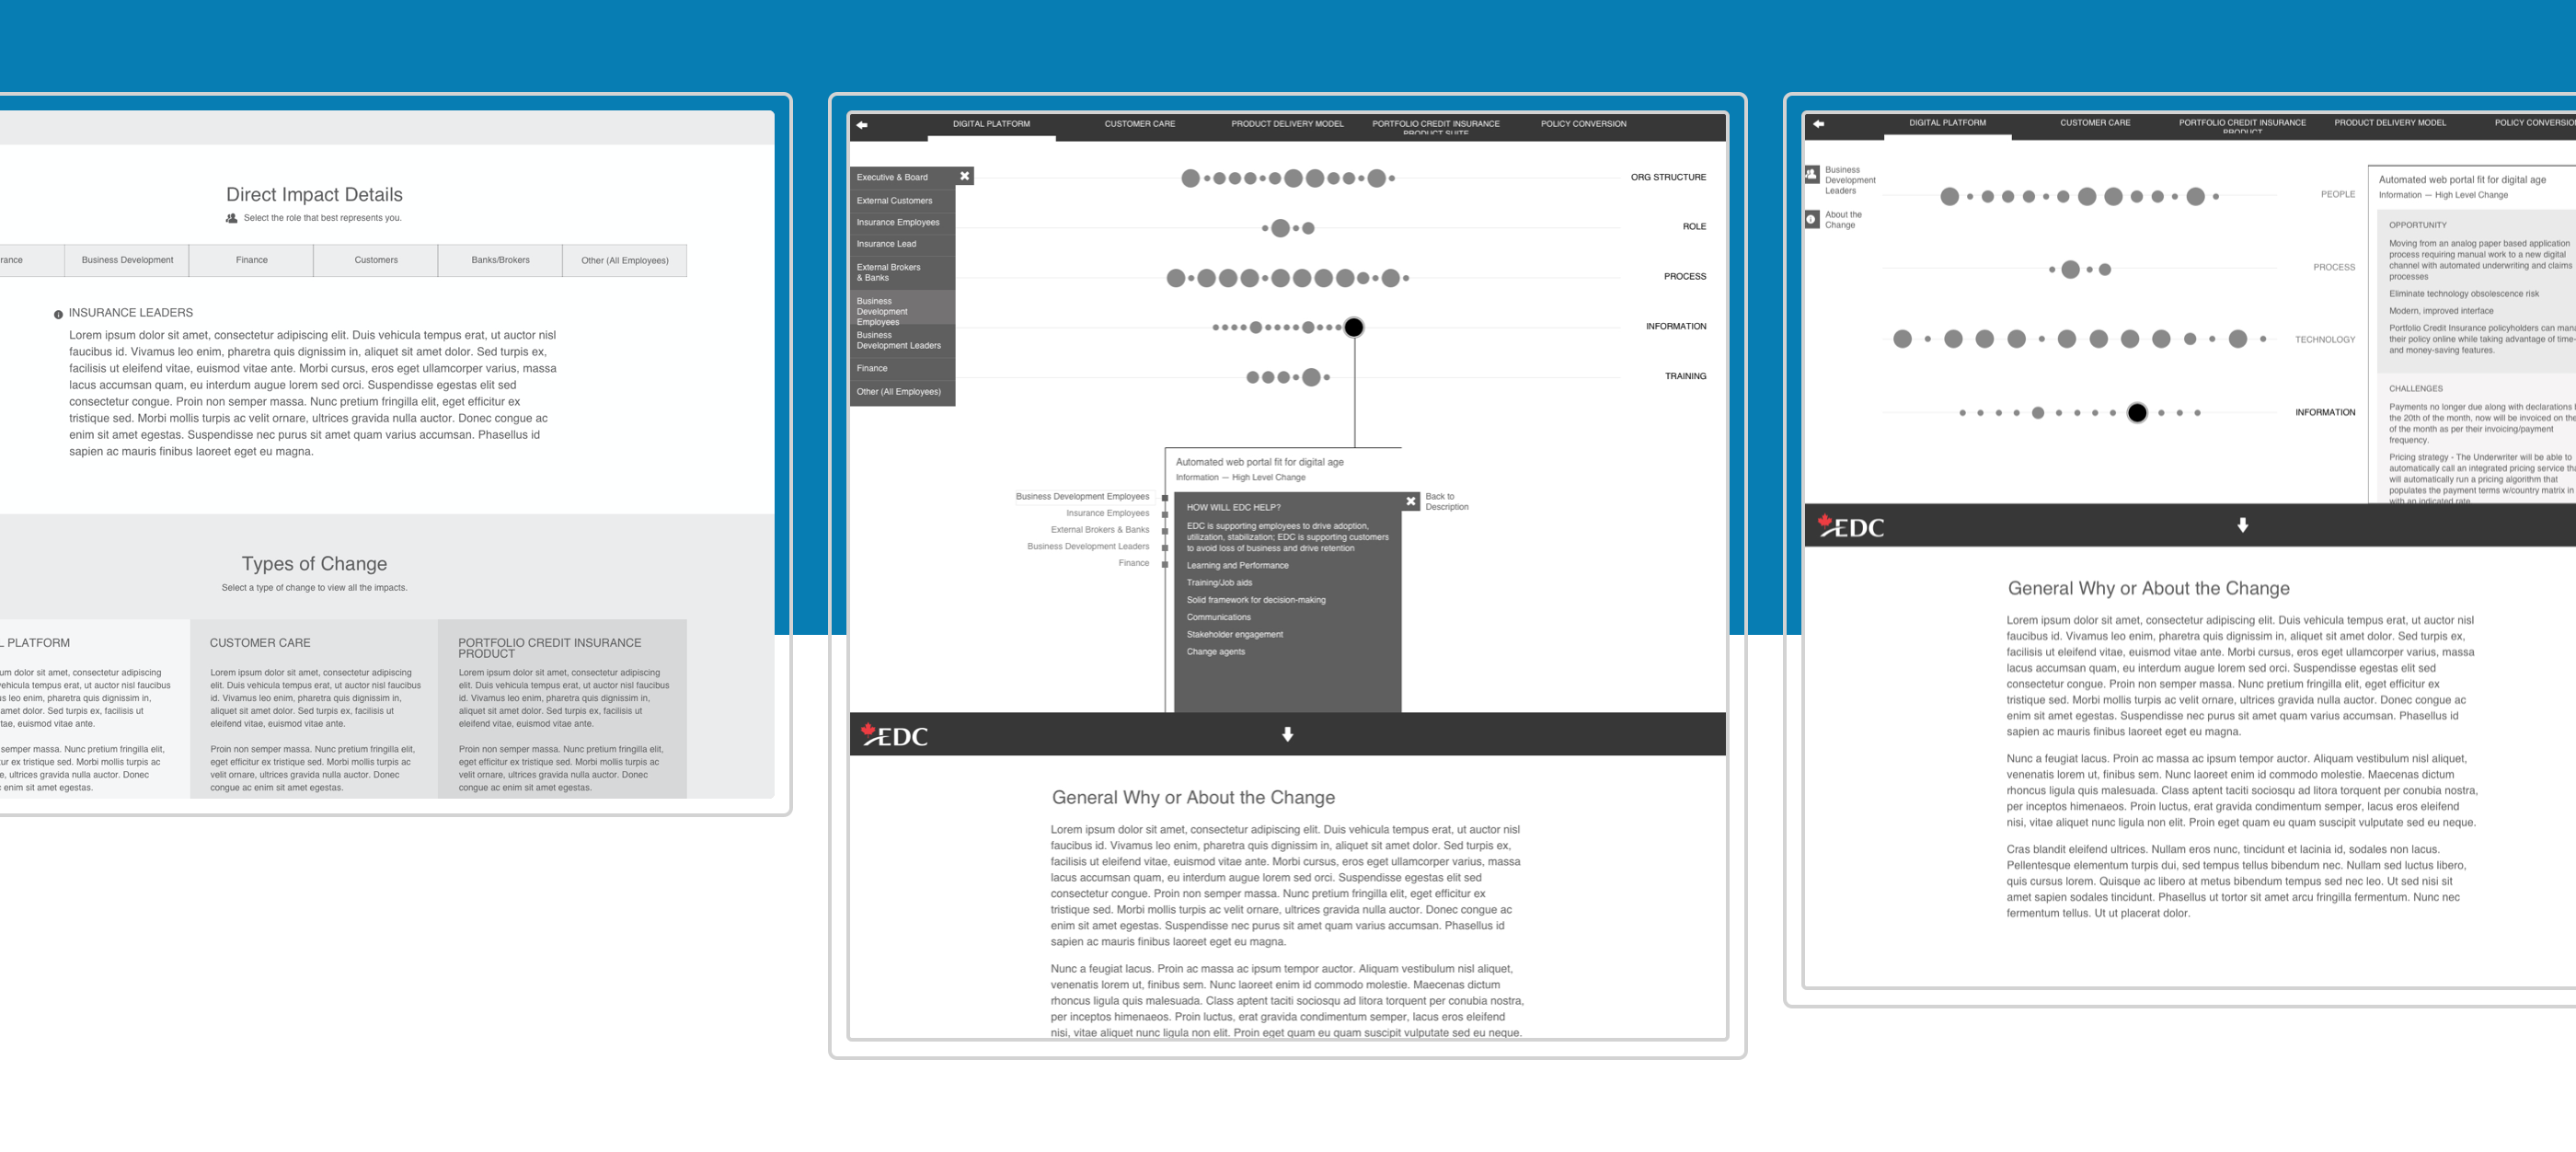 Direct Impact Details
Select the role that best represents you.
Business Development
Finance
Customers
Banks/Brokers
Other (All Employees)
INSURANCE LEADERS
Lorem ipsum dolor sit amet, consectetur adipiscing elit. Duis vehicula tempus erat, ut auctor nisl
faucibus id. Vivamus leo enim, pharetra quis dignissim in, aliquet sit amet dolor. Sed turpis ex,
facilisis ut eleifend vitae, euismod vitae ante. Morbi cursus, eros eget ullamcorper varius, massa
lacus accumsan quam, eu interdum augue lorem sed orci. Suspendisse egestas elit sed
consectetur congue. Proin non semper massa. Nunc pretium fringilla elit, eget efficitur ex
tristique sed. Morbi mollis turpis ac velit ornare, ultrices gravida nulla auctor. Donec congue ac
enim sit amet egestas. Suspendisse nec purus sit amet quam varius accumsan. Phasellus id
sapien ac mauris finibus laoreet eget eu magna.
Types of Change
Select a type of change to view all the impacts.
PLATFORM
dolor sit amet, consectetur adipiscing
vehicula tempus erat, ut auctor nisl faucibus
leo enim, pharetra quis dignissim in,
amet dolor. Sed turpis ex, facilisis ut
euismod vitae ante.
semper massa. Nunc pretium fringilla elit,
ex tristique sed. Morbi mollis turpis ac
ultrices gravida nulla auctor. Donec
enim sit amet egestas.
CUSTOMER CARE
Lorem ipsum dolor sit amet, consectetur adipiscing
elit. Duis vehicula tempus erat, ut auctor nisl faucibus
id. Vivamus leo enim, pharetra quis dignissim in,
aliquet sit amet dolor. Sed turpis ex, facilisis ut
eleifend vitae, euismod vitae ante.
Proin non semper massa. Nunc pretium fringilla elit,
eget efficitur ex tristique sed. Morbi mollis turpis ac
velit ornare, ultrices gravida nulla auctor. Donec
congue ac enim sit amet egestas.
PORTFOLIO CREDIT INSURANCE
PRODUCT
Lorem ipsum dolor sit amet, consectetur adipiscing
elit. Duis vehicula tempus erat, ut auctor nisl faucibus
id. Vivamus leo enim, pharetra quis dignissim in,
aliquet sit amet dolor. Sed turpis ex, facilisis ut
eleifend vitae, euismod vitae ante.
Proin non semper massa. Nunc pretium fringilla elit,
eget efficitur ex tristique sed. Morbi mollis turpis ac
velit ornare, ultrices gravida nulla auctor. Donec
congue ac enim sit amet egestas.
DIGITAL PLATFORM
CUSTOMER CARE
PRODUCT DELIVERY MODEL
PORTFOLIO CREDIT INSURANCE
PRODUCT SUITE
POLICY CONVERSION
Executive & Board
External Customers
Insurance Employees
Insurance Lead
External Brokers
& Banks
Business
Development
Employees
Business
Development Leaders
Finance
Other (All Employees)
ORG STRUCTURE
ROLE
PROCESS
INFORMATION
TRAINING
Automated web portal fit for digital age
Information — High Level Change
Business Development Employees
Insurance Employees
External Brokers & Banks
Business Development Leaders
Finance
HOW WILL EDC HELP?
EDC is supporting employees to drive adoption,
utilization, stabilization; EDC is supporting customers
to avoid loss of business and drive retention
Learning and Performance
Training/Job aids
Solid framework for decision-making
Communications
Stakeholder engagement
Change agents
Back to
Description
EDC
General Why or About the Change
Lorem ipsum dolor sit amet, consectetur adipiscing elit. Duis vehicula tempus erat, ut auctor nisl
faucibus id. Vivamus leo enim, pharetra quis dignissim in, aliquet sit amet dolor. Sed turpis ex,
facilisis ut eleifend vitae, euismod vitae ante. Morbi cursus, eros eget ullamcorper varius, massa
lacus accumsan quam, eu interdum augue lorem sed orci. Suspendisse egestas elit sed
consectetur congue. Proin non semper massa. Nunc pretium fringilla elit, eget efficitur ex
tristique sed. Morbi mollis turpis ac velit ornare, ultrices gravida nulla auctor. Donec congue ac
enim sit amet egestas. Suspendisse nec purus sit amet quam varius accumsan. Phasellus id
sapien ac mauris finibus laoreet eget eu magna.
Nunc a feugiat lacus. Proin ac massa ac ipsum tempor auctor. Aliquam vestibulum nisl aliquet,
venenatis lorem ut, finibus sem. Nunc laoreet enim id commodo molestie. Maecenas dictum
rhoncus ligula quis malesuada. Class aptent taciti sociosqu ad litora torquent per conubia nostra,
per inceptos himenaeos. Proin luctus, erat gravida condimentum semper, lacus eros eleifend
nisi, vitae aliquet nunc ligula non elit. Proin eget quam eu quam suscipit vulputate sed eu neque.
DIGITAL PLATFORM
CUSTOMER CARE
PORTFOLIO CREDIT INSURANCE
PRODUCT
PRODUCT DELIVERY MODEL
POLICY CONVERSION
Business
Development
Leaders
About the
Change
PEOPLE
PROCESS
TECHNOLOGY
INFORMATION
Automated web portal fit for digital age
Information — High Level Change
OPPORTUNITY
Moving from an analog paper based application
process requiring manual work to a new digital
channel with automated underwriting and claims
processes
Eliminate technology obsolescence risk
Modern, improved interface
Portfolio Credit Insurance policyholders can
their policy online while taking advantage of time-
and money-saving features.
CHALLENGES
Payments no longer due along with declarations
the 20th of the month, now will be invoiced on the
of the month as per their invoicing/payment
frequency.
Pricing strategy - The Underwriter will be able to
automatically call an integrated pricing service
will automatically run a pricing algorithm that
populates the payment terms w/country matrix in
with an indicated rate
EDC
General Why or About the Change
Lorem ipsum dolor sit amet, consectetur adipiscing elit. Duis vehicula tempus erat, ut auctor nisl
faucibus id. Vivamus leo enim, pharetra quis dignissim in, aliquet sit amet dolor. Sed turpis ex,
facilisis ut eleifend vitae, euismod vitae ante. Morbi cursus, eros eget ullamcorper varius, massa
lacus accumsan quam, eu interdum augue lorem sed orci. Suspendisse egestas elit sed
consectetur congue. Proin non semper massa. Nunc pretium fringilla elit, eget efficitur ex
tristique sed. Morbi mollis turpis ac velit ornare, ultrices gravida nulla auctor. Donec congue ac
enim sit amet egestas. Suspendisse nec purus sit amet quam varius accumsan. Phasellus id
sapien ac mauris finibus laoreet eget eu magna.
Nunc a feugiat lacus. Proin ac massa ac ipsum tempor auctor. Aliquam vestibulum nisl aliquet,
venenatis lorem ut, finibus sem. Nunc laoreet enim id commodo molestie. Maecenas dictum
rhoncus ligula quis malesuada. Class aptent taciti sociosqu ad litora torquent per conubia nostra,
per inceptos himenaeos. Proin luctus, erat gravida condimentum semper, lacus eros eleifend
nisi, vitae aliquet nunc ligula non elit. Proin eget quam eu quam suscipit vulputate sed eu neque.
Cras blandit eleifend ultrices. Nullam eros nunc, tincidunt et lacinia id, sodales non lacus.
Pellentesque elementum turpis dui, sed tempus tellus bibendum nec. Nullam sed luctus libero,
quis cursus lorem. Quisque ac libero at metus bibendum tempus sed nec leo. Ut sed nisi sit
amet sapien sodales tincidunt. Phasellus ut tortor sit amet arcu fringilla fermentum. Nunc nec
fermentum tellus. Ut ut placerat dolor.